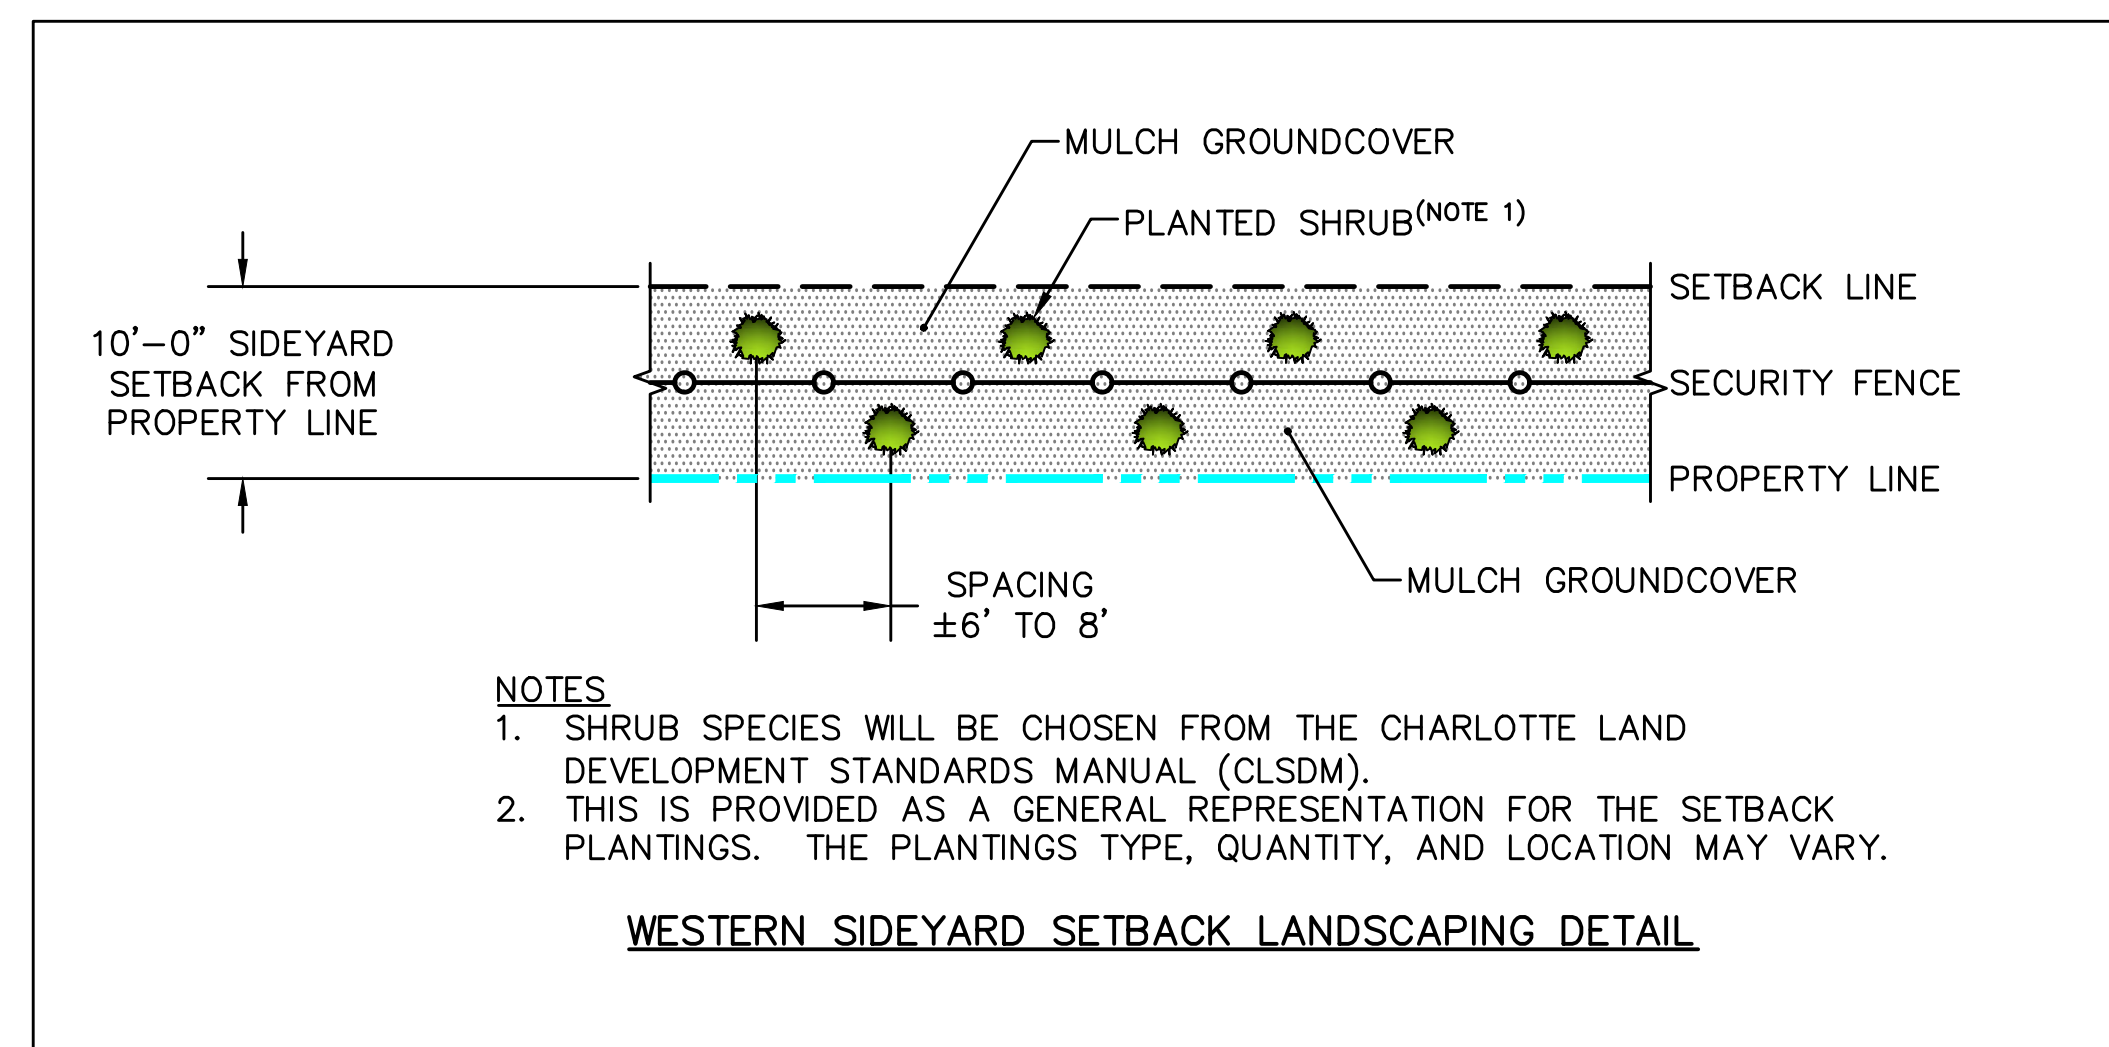 MULCH GROUNDCOVER
PLANTED SHRUB(NOTE 1)
SETBACK LINE
10'-0" SIDEYARD
SETBACK FROM
PROPERTY LINE
SECURITY FENCE
PROPERTY LINE
MULCH GROUNDCOVER
SPACING
±6' TO 8'
NOTES
1. SHRUB SPECIES WILL BE CHOSEN FROM THE CHARLOTTE LAND
DEVELOPMENT STANDARDS MANUAL (CLSDM).
2. THIS IS PROVIDED AS A GENERAL REPRESENTATION FOR THE SETBACK
PLANTINGS. THE PLANTINGS TYPE, QUANTITY, AND LOCATION MAY VARY.
WESTERN SIDEYARD SETBACK LANDSCAPING DETAIL